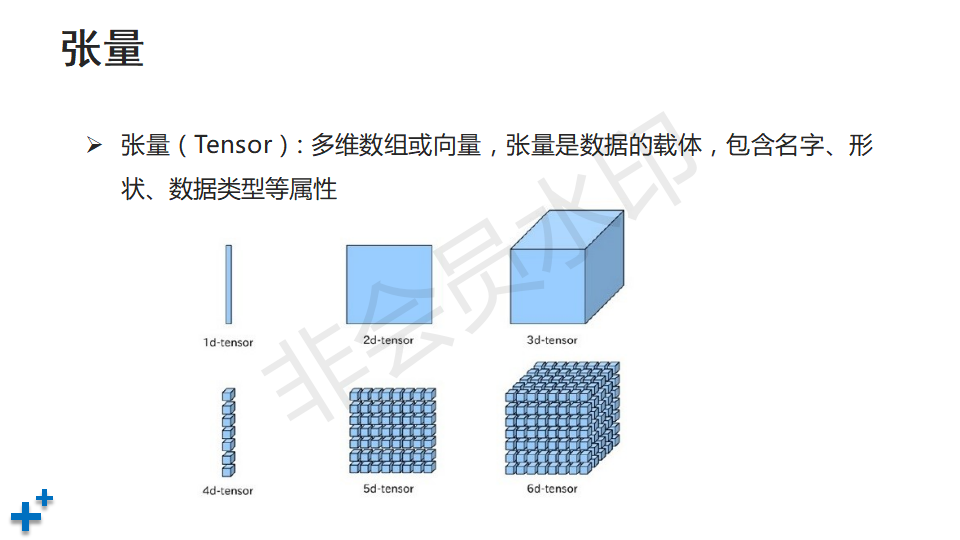 张量
张量（Tensor）: 多维数组或向量，张量是数据的载体，包含名字、形
状、数据类型等属性
1d-tensor
2d-tensor
3d-tensor
4d-tensor
5d-tensor
6d-tensor
非会员水印